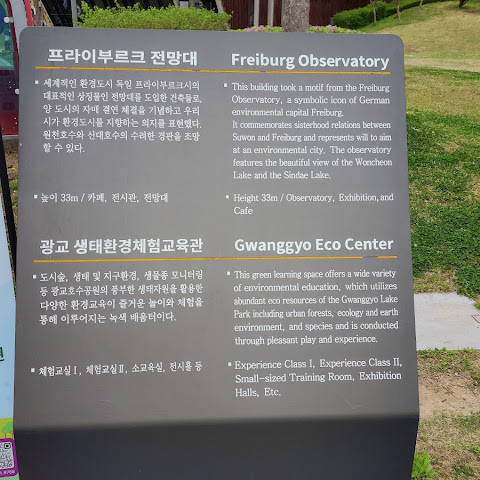 프라이부르크 전망대
세계적인 환경도시 독일 프라이부르크시의
대표적인 상징물인 전망대를 도입한 건축물로,
양 도시의 자매 결연 체결을 기념하고 우리
시가 환경도시를 지향하는 의지를 표현했다.
원천호수와 신대호수의 수려한 경관을 조망
할 수 있다.
높이 33m / 카페, 전시관, 전망대
Freiburg Observatory
This building took a motif from the Freiburg
Observatory, a symbolic icon of German
environmental capital Freiburg.
It commemorates sisterhood relations between
Suwon and Freiburg and represents will to aim
at an environmental city. The observatory
features the beautiful view of the Woncheon
Lake and the Sindae Lake.
Height 33m / Observatory, Exhibition, and
Cafe
광교 생태환경체험교육관
도시숲, 생태 및 지구환경, 생물종 모니터링
등 광교호수공원의 풍부한 생태자원을 활용한
다양한 환경교육이 즐거운 놀이와 체험을
통해 이루어지는 녹색 배움터이다.
체험교실Ⅰ, 체험교실Ⅱ, 소교육실, 전시홀 등
Gwanggyo Eco Center
This green learning space offers a wide variety
of environmental education, which utilizes
abundant eco resources of the Gwanggyo Lake
Park including urban forests, ecology and earth
environment, and species and is conducted
through pleasant play and experience.
Experience Class I, Experience Class II,
Small-sized Training Room, Exhibition
Halls, Etc.